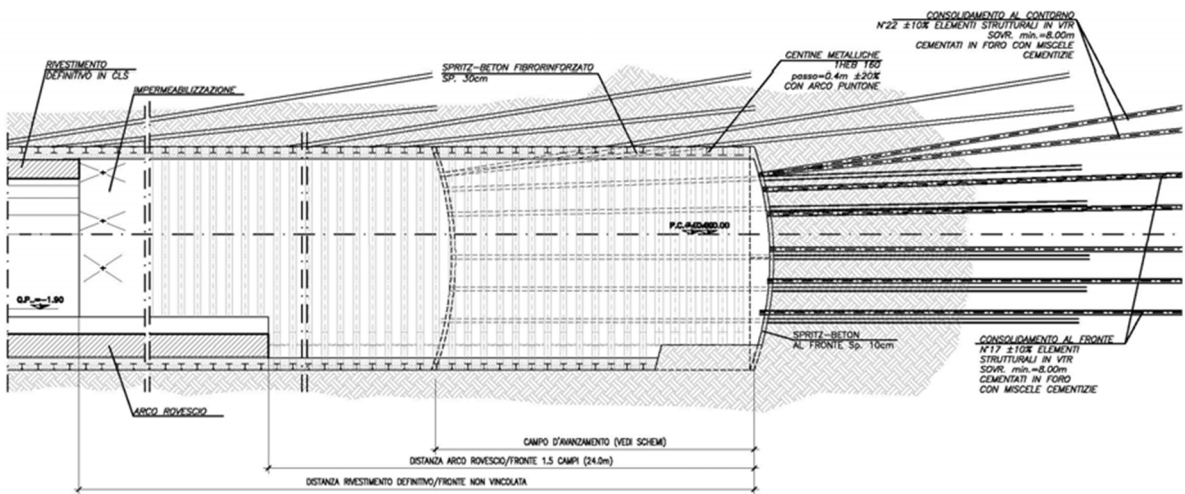 CONSOLIDAMENTO AL CONTORNO
N°22 ±10% ELEMENTI STRUTTURALI IN VTR
SOVR. min.=8.00m
CEMENTATI IN FORO CON MISCELE
CEMENTIZIE
CENTINE METALLICHE
1HEB 160
passo=0.4m ±20%
CON ARCO PUNTONE
SPRITZ-BETON FIBRORINFORZATO
SP. 30cm
RIVESTIMENTO
DEFINITIVO IN CLS
IMPERMEABILIZZAZIONE
Q.P.=-1.90
SPRITZ-BETON
AL FRONTE Sp. 10cm
CONSOLIDAMENTO AL FRONTE
N°17 ±10% ELEMENTI
STRUTTURALI IN VTR
SOVR. min.=8.00m
CEMENTATI IN FORO
CON MISCELE CEMENTIZIE
ARCO ROVESCIO
CAMPO D'AVANZAMENTO (VEDI SCHEMI)
DISTANZA ARCO ROVESCIO/FRONTE 1.5 CAMPI (24.0m)
DISTANZA RIVESTIMENTO DEFINITIVO/FRONTE NON VINCOLATA